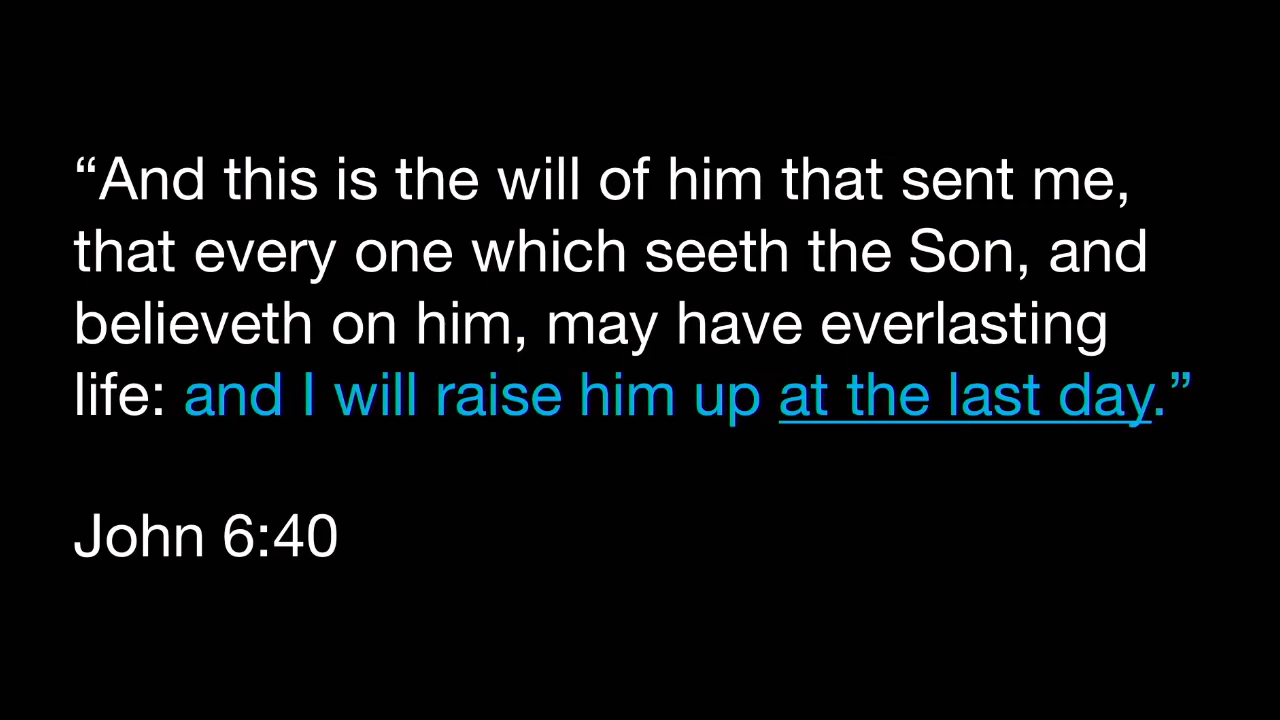 “And this is the will of him that sent me,
that every one which seeth the Son, and
believeth on him, may have everlasting
life: and I will raise him up at the last day.”
John 6:40